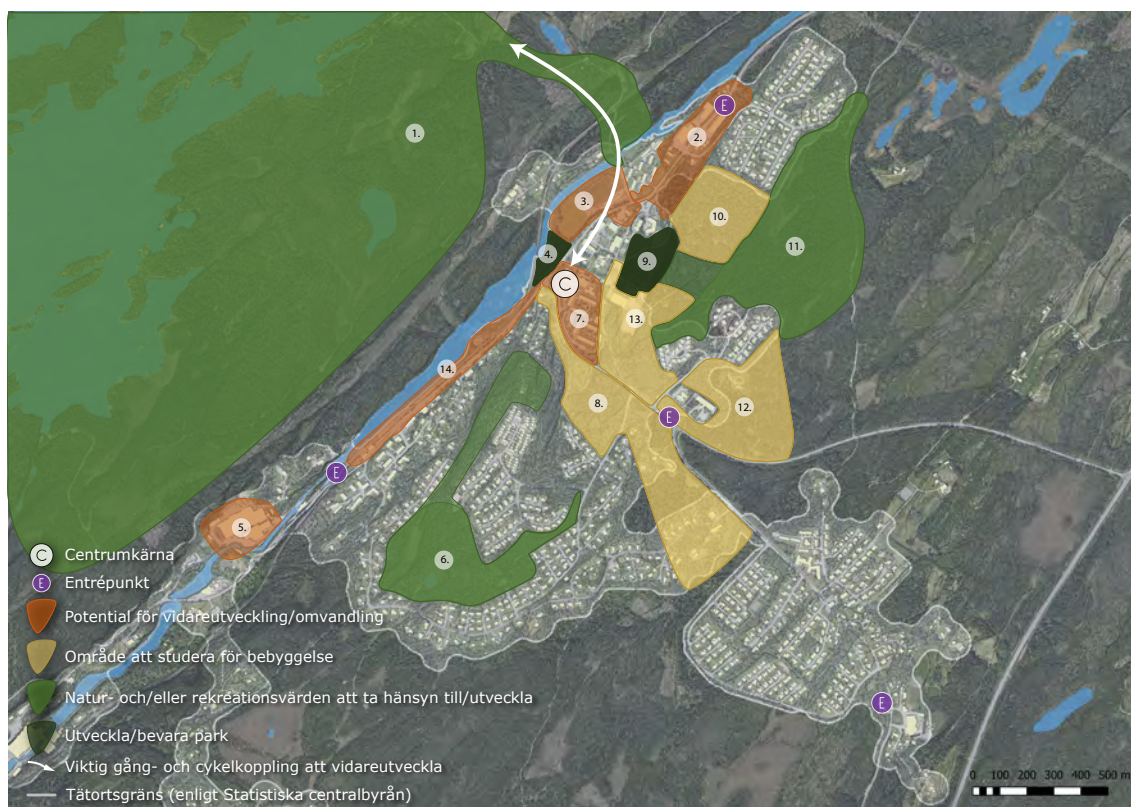 E
1.
2.
3.
10.
11.
4.
9.
C
7.
13.
14.
8.
12.
E
E
5.
6.
E
C Centrumkärna
E Entrépunkt
Potential för vidareutveckling/omvandling
Område att studera för bebyggelse
Natur- och/eller rekreationsvärden att ta hänsyn till/utveckla
Utveckla/bevara park
Viktig gång- och cykelkoppling att vidareutveckla
Tätortsgräns (enligt Statistiska centralbyrån)
0 100 200 300 400 500 m